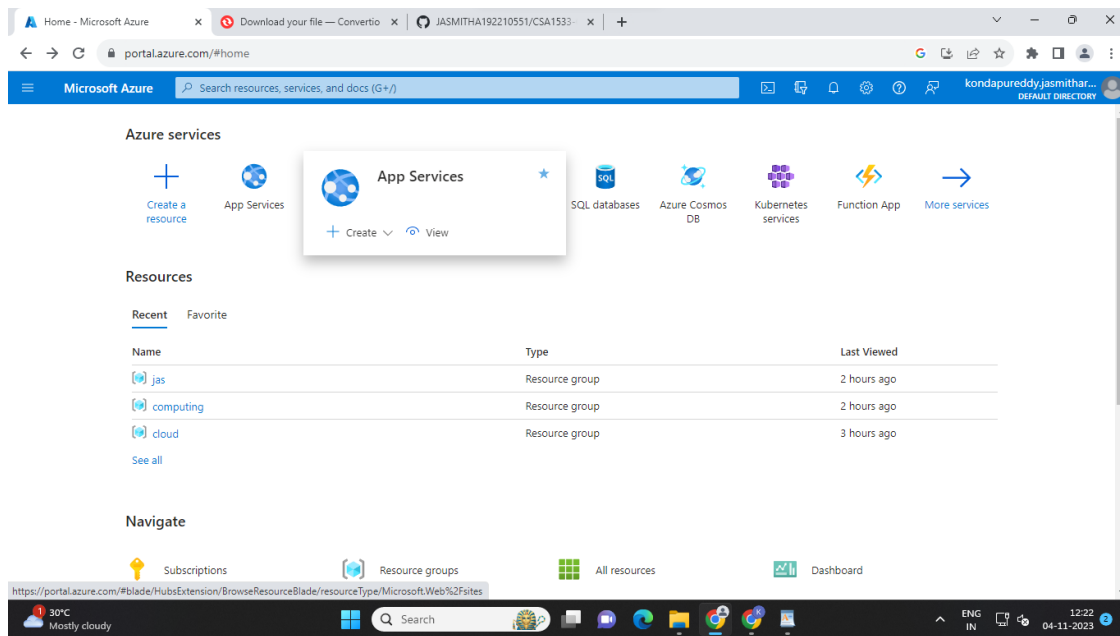 Home - Microsoft Azure
Download your file — Convertio
JASMITHA192210551/CSA1533-
portal.azure.com/#home
Microsoft Azure
Search resources, services, and docs (G+/)
kondapureddy.jasmithar...
DEFAULT DIRECTORY
Azure services
Create a
resource
App Services
App Services
Create
View
SQL
SQL databases
Azure Cosmos
DB
Kubernetes
services
Function App
More services
Resources
Recent
Favorite
Name Type Last Viewed
jas Resource group 2 hours ago
computing Resource group 2 hours ago
cloud Resource group 3 hours ago
See all
Navigate
Subscriptions
Resource groups
All resources
Dashboard
https://portal.azure.com/#blade/HubsExtension/BrowseResourceBlade/resourceType/Microsoft.Web%2Fsites
1
30°C
Mostly cloudy
Search
ENG
IN
12:22
04-11-2023
2